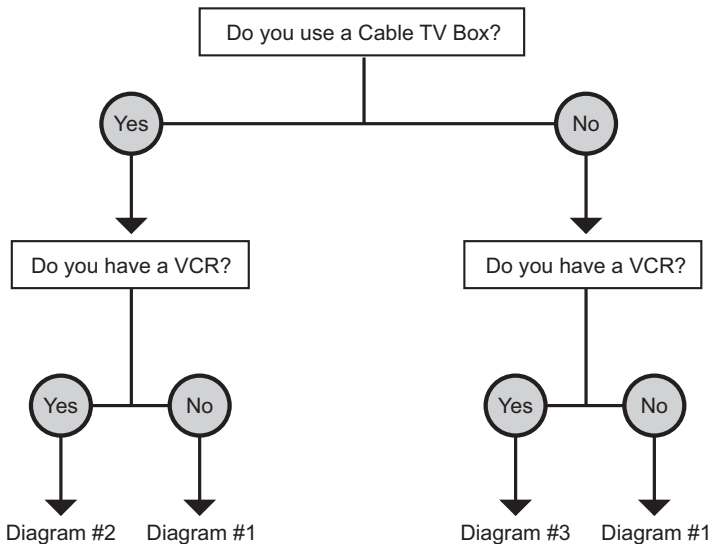 Do you use a Cable TV Box?
Yes
No
Do you have a VCR?
Do you have a VCR?
Yes
No
Yes
No
Diagram #2
Diagram #1
Diagram #3
Diagram #1